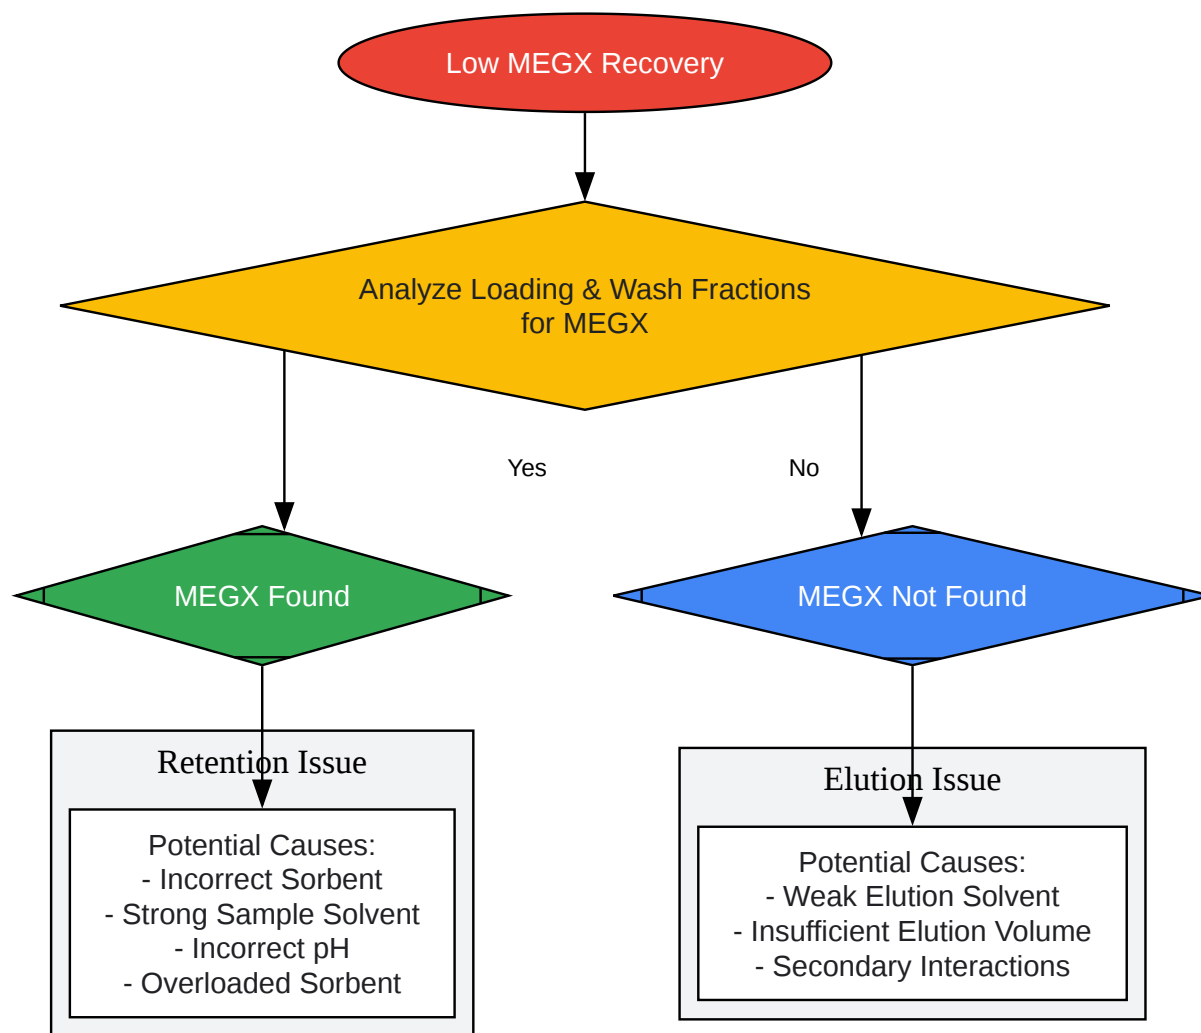 Low MEGX Recovery
Analyze Loading & Wash Fractions
for MEGX
Yes
No
MEGX Found
MEGX Not Found
Retention Issue
Potential Causes:
- Incorrect Sorbent
- Strong Sample Solvent
- Incorrect pH
- Overloaded Sorbent
Elution Issue
Potential Causes:
- Weak Elution Solvent
- Insufficient Elution Volume
- Secondary Interactions